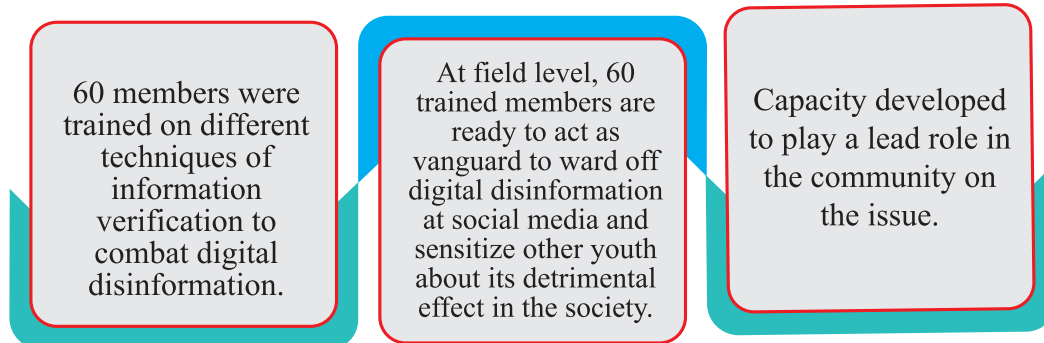 60 members were
trained on different
techniques of
information
verification to
combat digital
disinformation.
At field level, 60
trained members are
ready to act as
vanguard to ward off
digital disinformation
at social media and
sensitize other youth
about its detrimental
effect in the society.
Capacity developed
to play a lead role in
the community on
the issue.